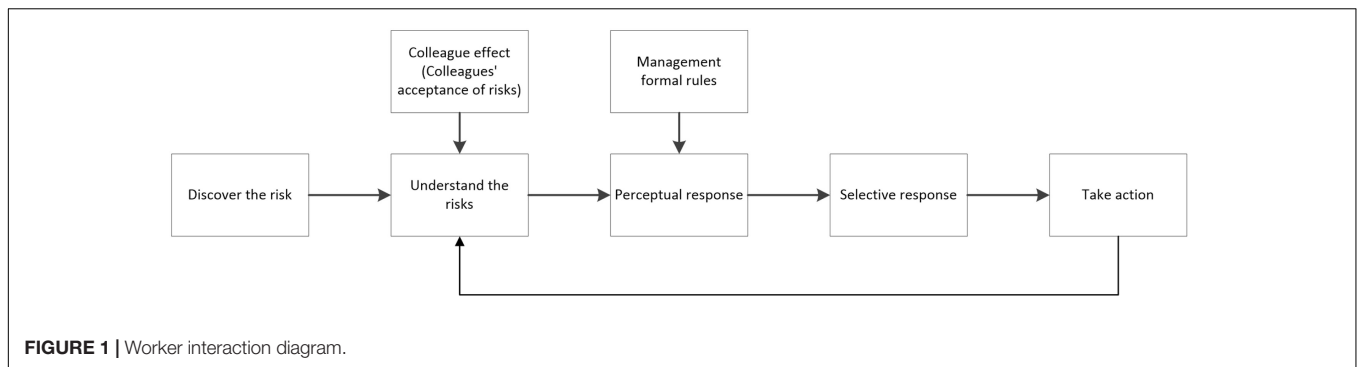 Colleague effect
(Colleagues'
acceptance of risks)
Management
formal rules
Discover the risk
Understand the
risks
Perceptual response
Selective response
Take action
FIGURE 1 | Worker interaction diagram.